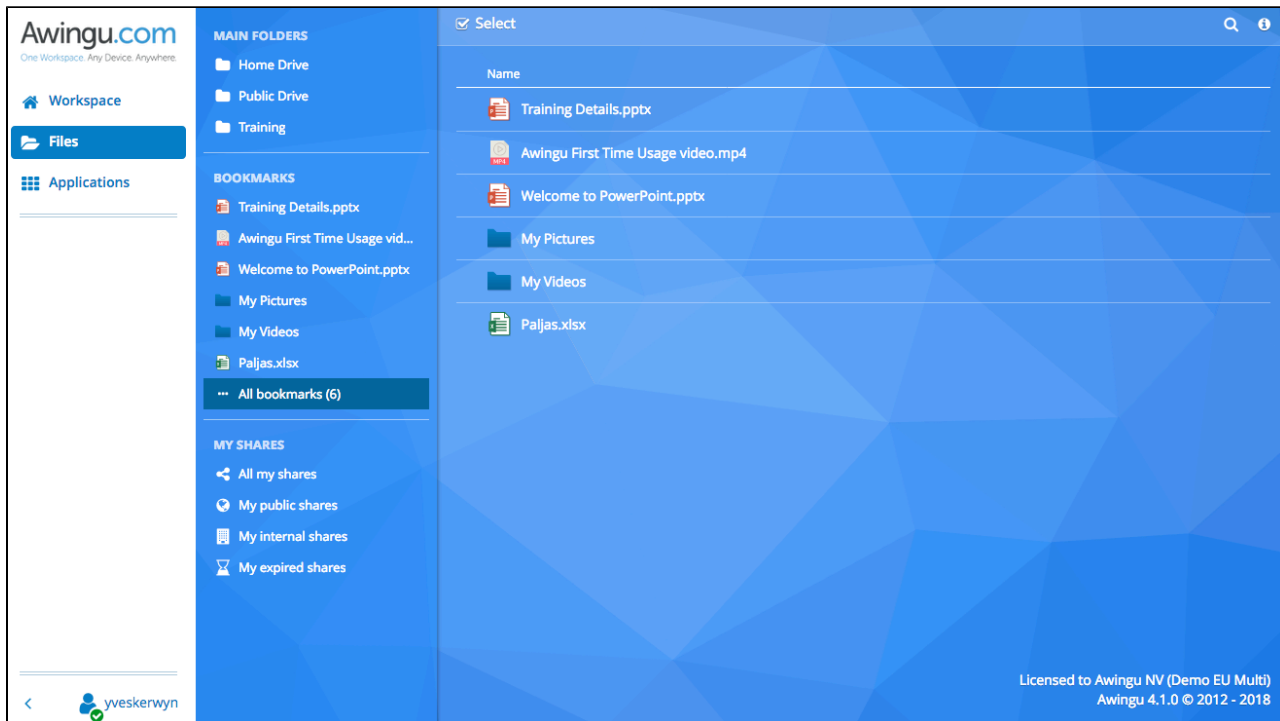 Awingu.com
One Workspace. Any Device. Anywhere.
Workspace
Files
Applications
yveskerwyn
MAIN FOLDERS
Home Drive
Public Drive
Training
BOOKMARKS
Training Details.pptx
Awingu First Time Usage vid...
Welcome to PowerPoint.pptx
My Pictures
My Videos
Paljas.xlsx
All bookmarks (6)
MY SHARES
All my shares
My public shares
My internal shares
My expired shares
Select
Name
Training Details.pptx
MP4
Awingu First Time Usage video.mp4
Welcome to PowerPoint.pptx
My Pictures
My Videos
Paljas.xlsx
Licensed to Awingu NV (Demo EU Multi)
Awingu 4.1.0 © 2012 - 2018